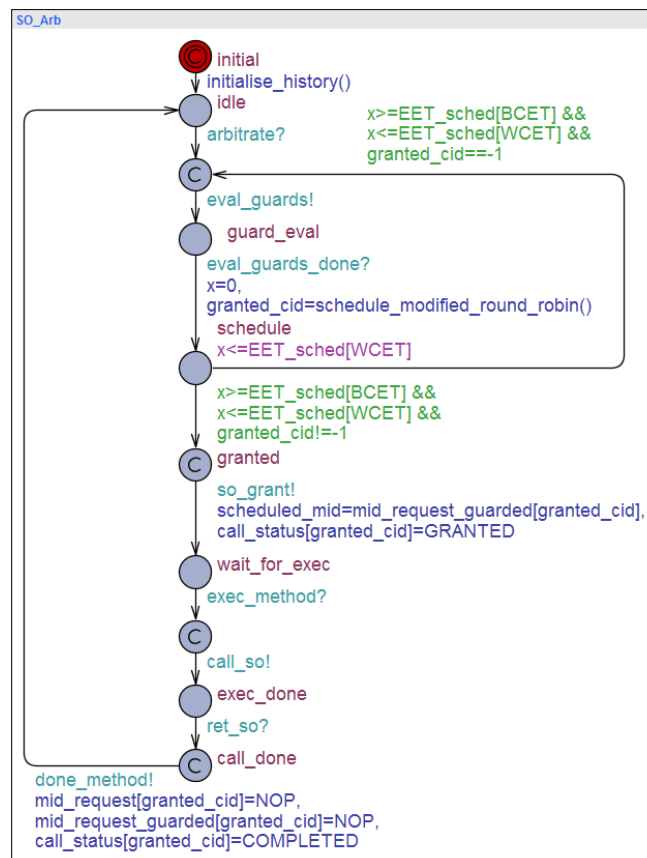 SO_Arb
C
initial
initialise_history()
idle
x>=EET_sched[BCET] &&
x<=EET_sched[WCET] &&
granted_cid==-1
arbitrate?
C
eval_guards!
guard_eval
eval_guards_done?
x=0,
granted_cid=schedule_modified_round_robin()
schedule
x<=EET_sched[WCET]
x>=EET_sched[BCET] &&
x<=EET_sched[WCET] &&
granted_cid!=-1
C
granted
so_grant!
scheduled_mid=mid_request_guarded[granted_cid],
call_status[granted_cid]=GRANTED
wait_for_exec
exec_method?
C
call_so!
exec_done
ret_so?
C
call_done
done_method!
mid_request[granted_cid]=NOP,
mid_request_guarded[granted_cid]=NOP,
call_status[granted_cid]=COMPLETED